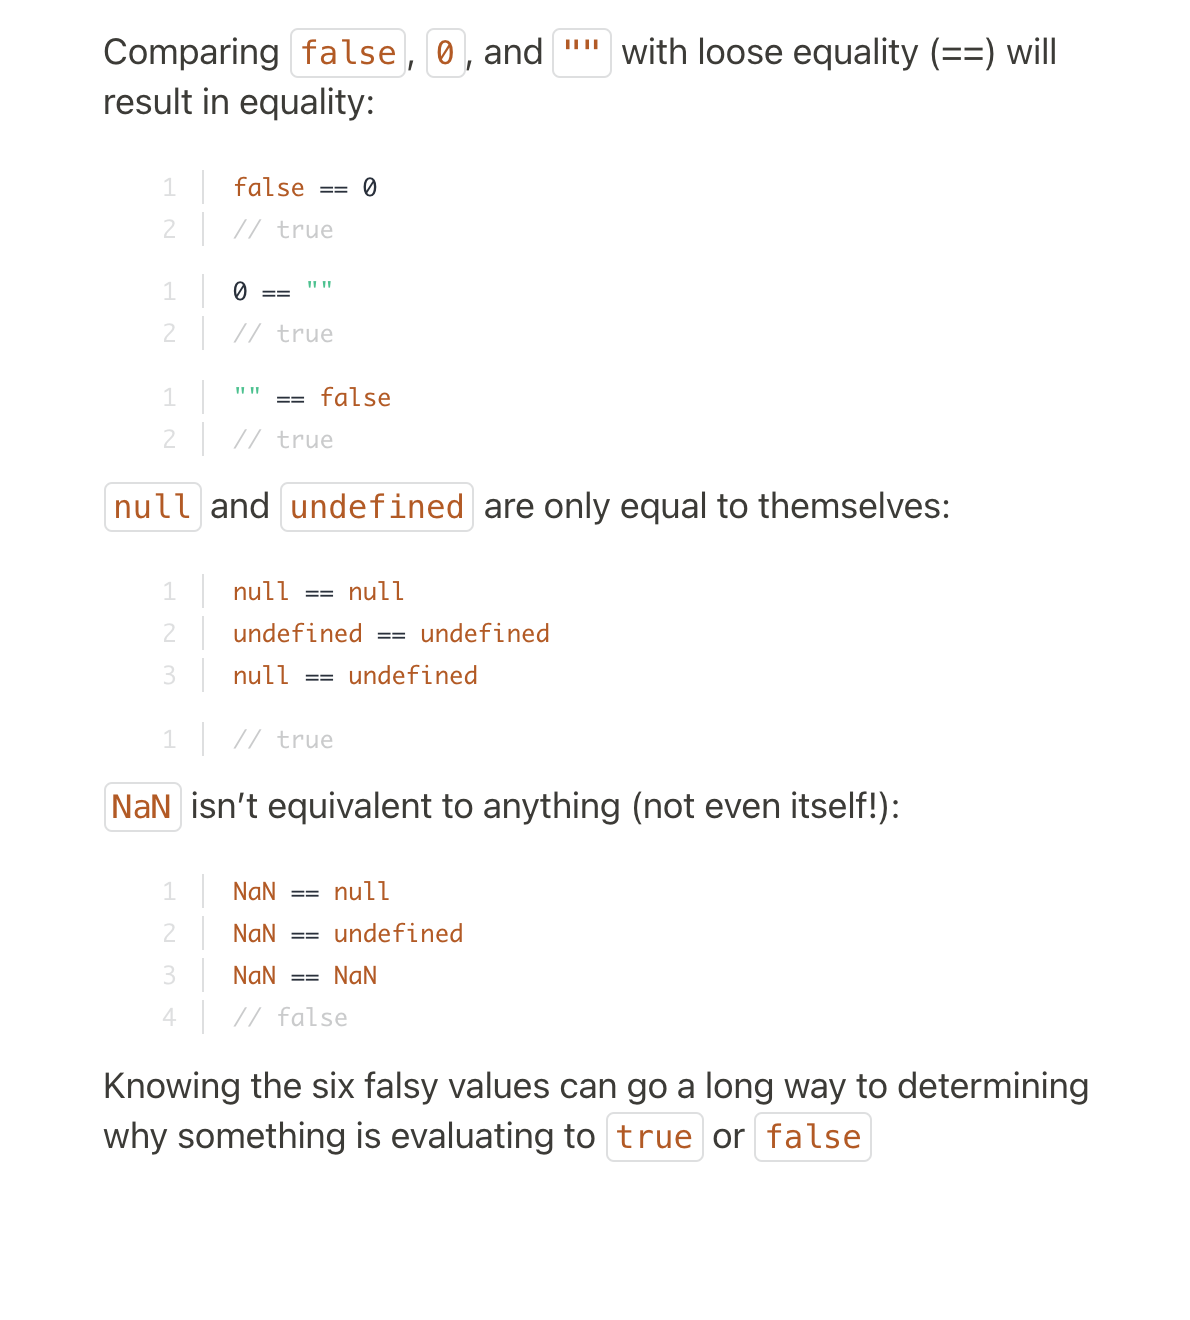 Comparing false, 0, and "" with loose equality (==) will
result in equality:
1 false == 0
2 // true
1 0 == ""
2 // true
1 "" == false
2 // true
null and undefined are only equal to themselves:
1 null == null
2 undefined == undefined
3 null == undefined
1 // true
NaN isn’t equivalent to anything (not even itself!):
1 NaN == null
2 NaN == undefined
3 NaN == NaN
4 // false
Knowing the six falsy values can go a long way to determining
why something is evaluating to true or false